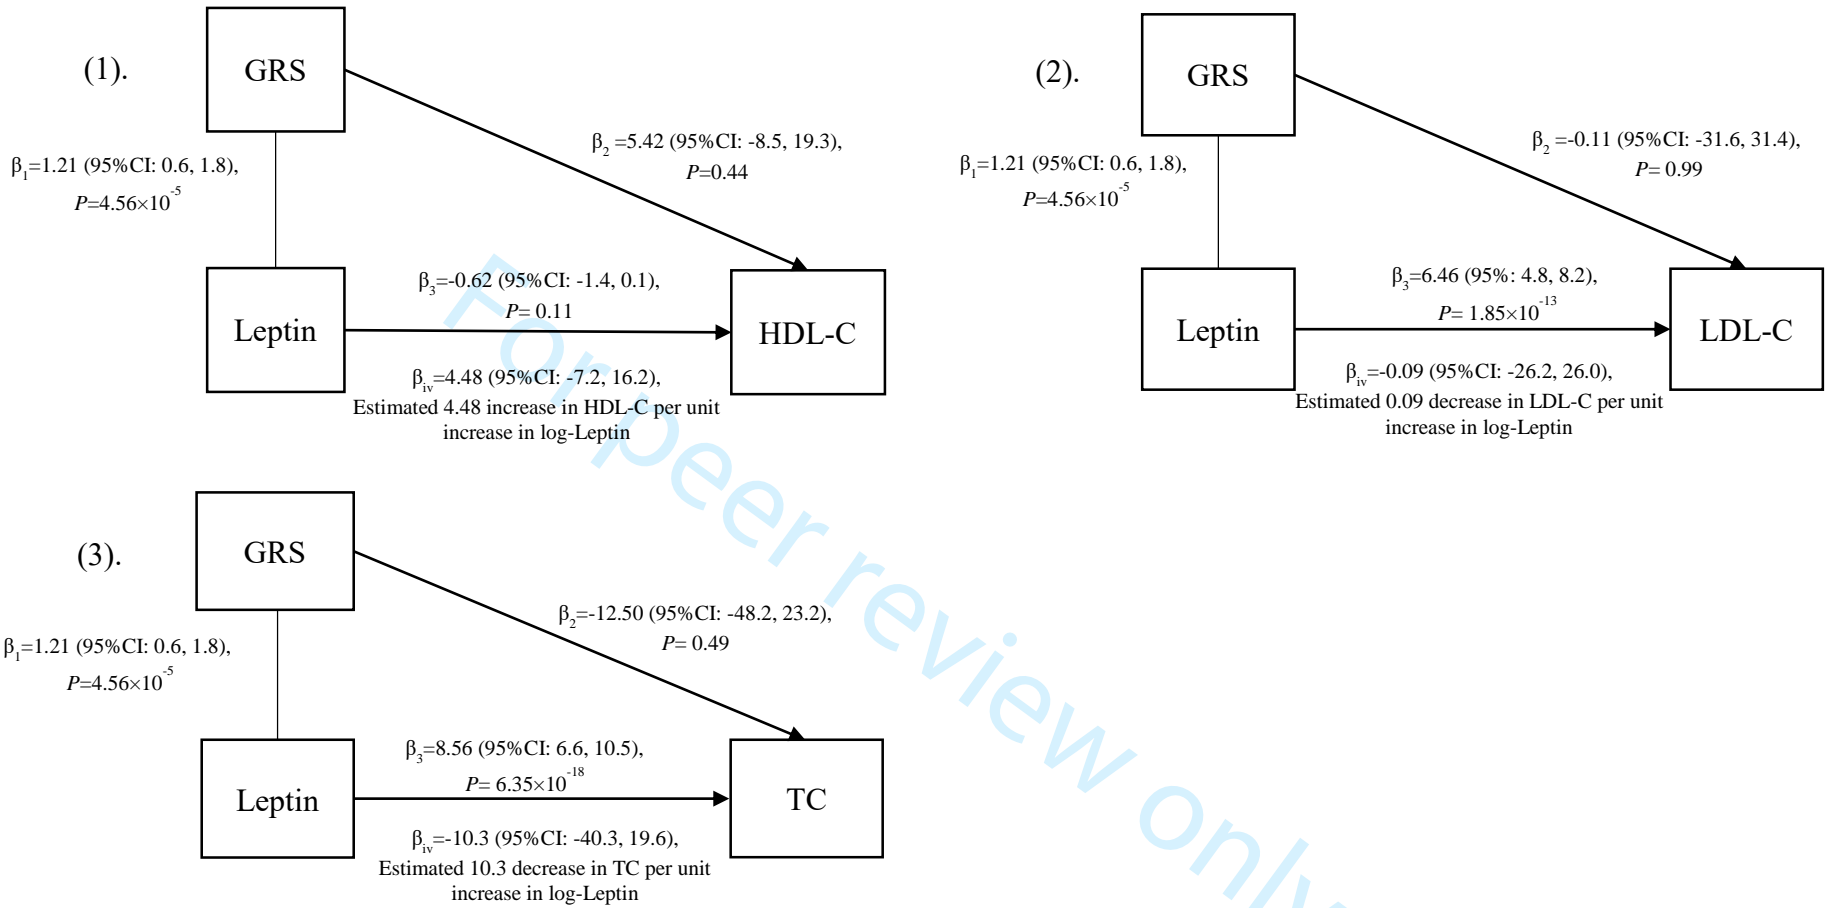 (1).
GRS
β1=1.21 (95%CI: 0.6, 1.8),
P=4.56×10-5
β2 =5.42 (95%CI: -8.5, 19.3),
P=0.44
Leptin
β3=-0.62 (95%CI: -1.4, 0.1),
P= 0.11
HDL-C
βiv=4.48 (95%CI: -7.2, 16.2),
Estimated 4.48 increase in HDL-C per unit
increase in log-Leptin
(2).
GRS
β1=1.21 (95%CI: 0.6, 1.8),
P=4.56×10-5
β2 =-0.11 (95%CI: -31.6, 31.4),
P= 0.99
Leptin
β3=6.46 (95%: 4.8, 8.2),
P= 1.85×10-13
LDL-C
βiv=-0.09 (95%CI: -26.2, 26.0),
Estimated 0.09 decrease in LDL-C per unit
increase in log-Leptin
(3).
GRS
β1=1.21 (95%CI: 0.6, 1.8),
P=4.56×10-5
β2=-12.50 (95%CI: -48.2, 23.2),
P= 0.49
Leptin
β3=8.56 (95%CI: 6.6, 10.5),
P= 6.35×10-18
TC
βiv=-10.3 (95%CI: -40.3, 19.6),
Estimated 10.3 decrease in TC per unit
increase in log-Leptin
For peer review only